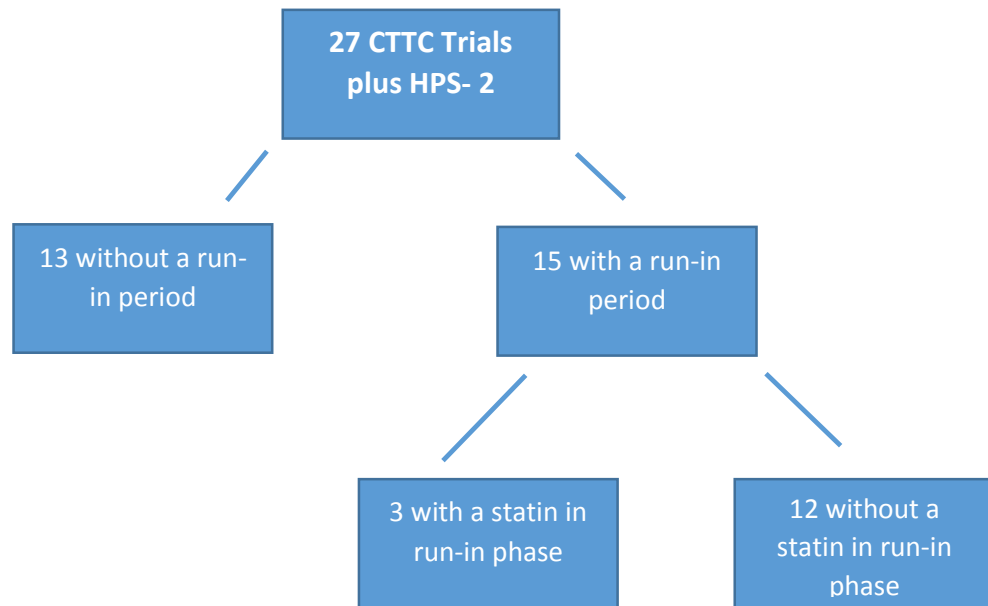 27 CTTC Trials
plus HPS- 2
13 without a run-
in period
15 with a run-in
period
3 with a statin in
run-in phase
12 without a
statin in run-in
phase